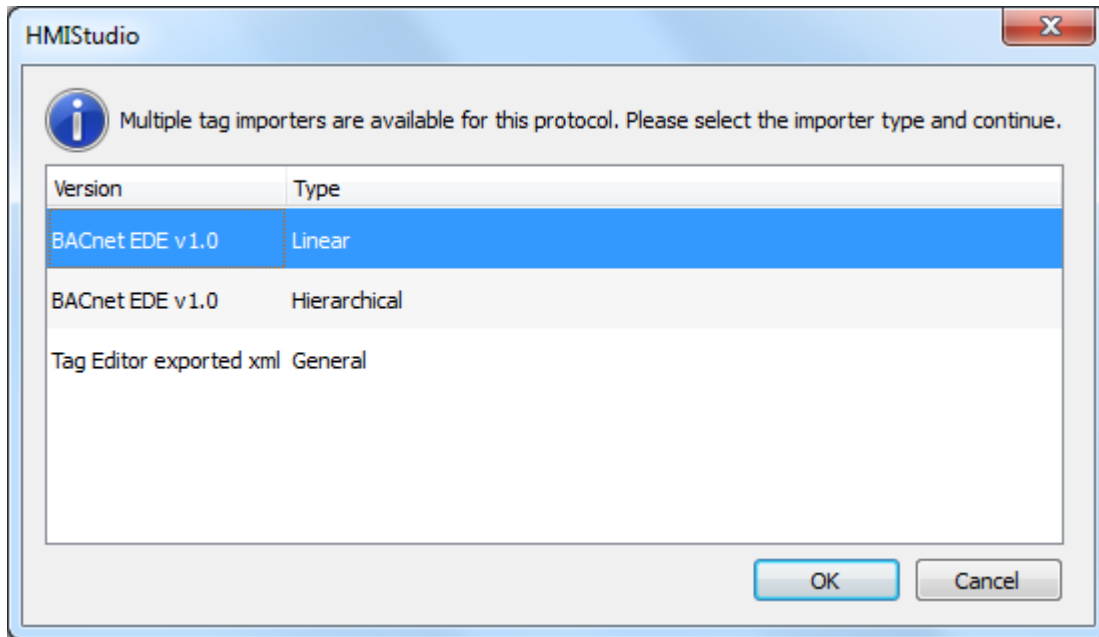 HMIStudio
Multiple tag importers are available for this protocol. Please select the importer type and continue.
Version Type
BACnet EDE v1.0 Linear
BACnet EDE v1.0 Hierarchical
Tag Editor exported xml General
OK Cancel